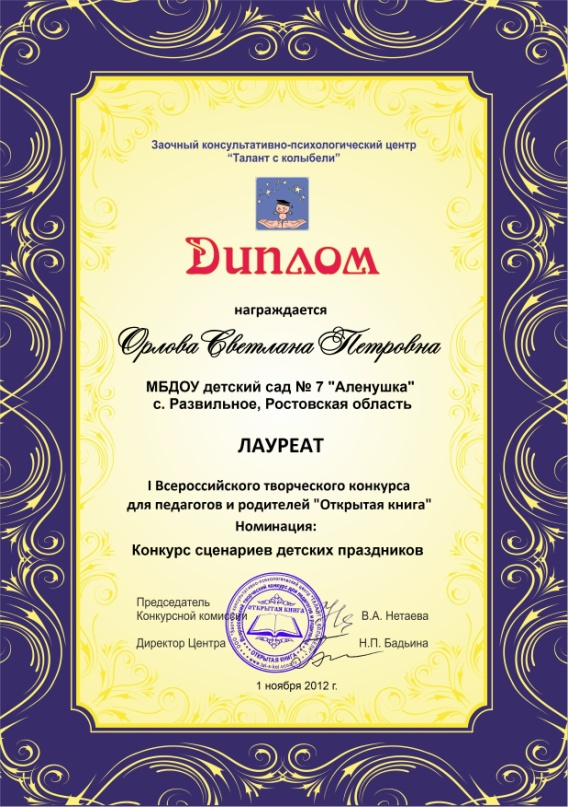 Заочный консультативно-психологический центр
“Талант с колыбели”
Диплом
награждается
Орлова Светлана Петровна
МБДОУ детский сад № 7 "Аленушка"
с. Развильное, Ростовская область
ЛАУРЕАТ
I Всероссийского творческого конкурса
для педагогов и родителей "Открытая книга"
Номинация:
Конкурс сценариев детских праздников
Председатель
Конкурсной комиссии В.А. Нетаева
ОТКРЫТАЯ КНИГА
Директор Центра Н.П. Бадьина
ОТКРЫТАЯ КНИГА
1 ноября 2012 г.